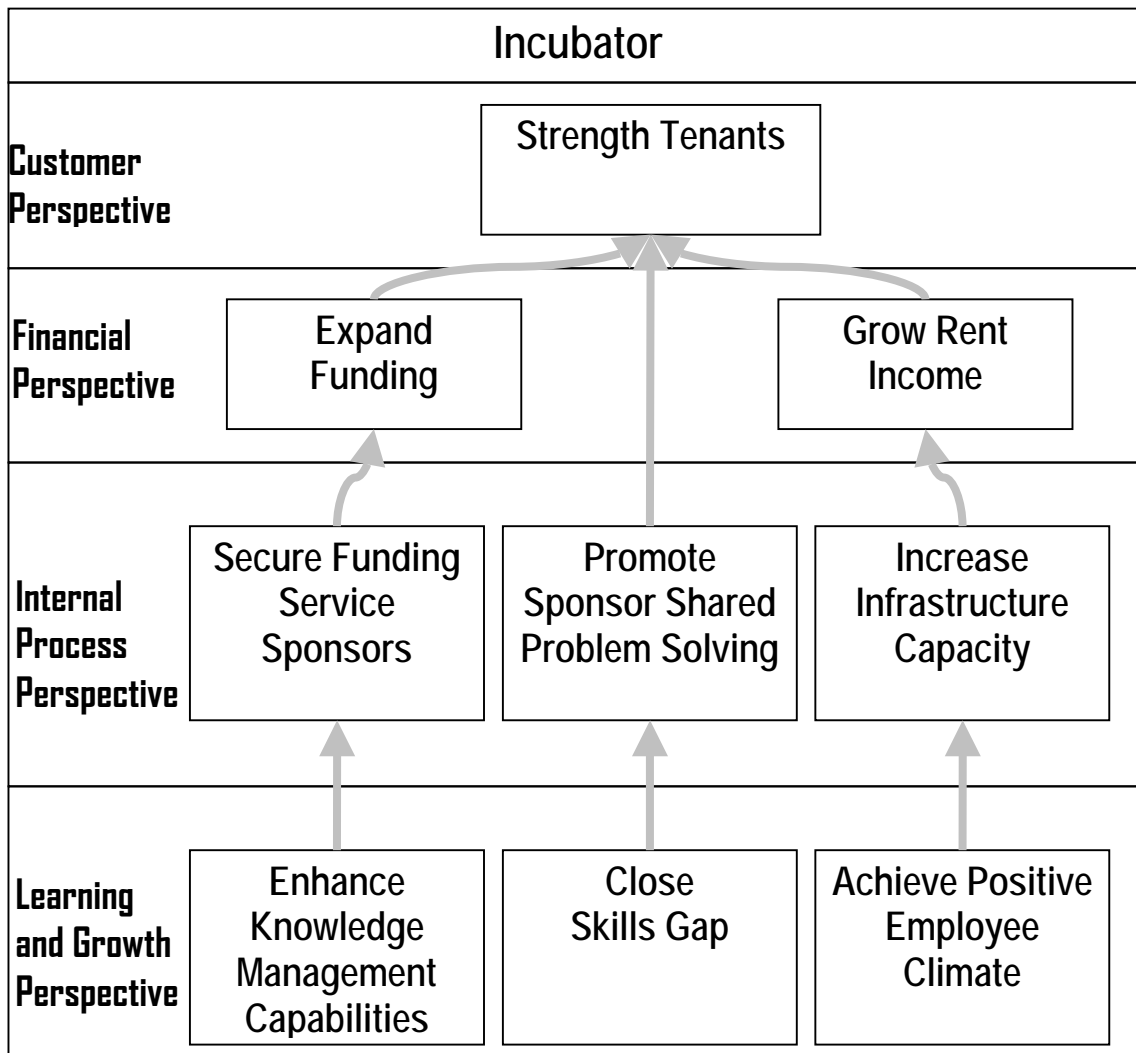 Incubator
Customer
Perspective
Strength Tenants
Financial
Perspective
Expand
Funding
Grow Rent
Income
Internal
Process
Perspective
Secure Funding
Service
Sponsors
Promote
Sponsor Shared
Problem Solving
Increase
Infrastructure
Capacity
Learning
and Growth
Perspective
Enhance
Knowledge
Management
Capabilities
Close
Skills Gap
Achieve Positive
Employee
Climate